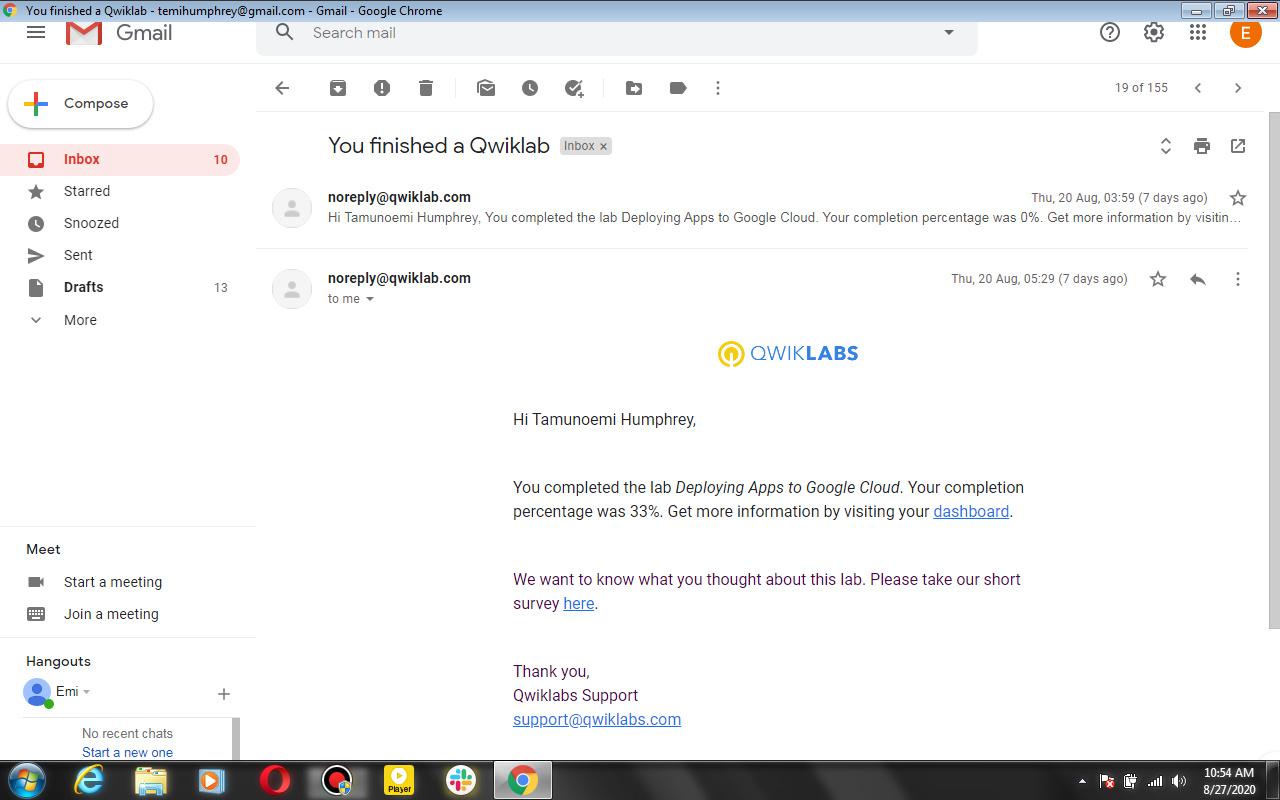 You finished a Qwiklab - temihumphrey@gmail.com - Gmail - Google Chrome
Gmail
Search mail
E
Compose
19 of 155
Inbox 10
Starred
Snoozed
Sent
Drafts 13
More
You finished a Qwiklab Inbox x
noreply@qwiklab.com Thu, 20 Aug, 03:59 (7 days ago)
Hi Tamunoemi Humphrey, You completed the lab Deploying Apps to Google Cloud. Your completion percentage was 0%. Get more information by visitin…
noreply@qwiklab.com Thu, 20 Aug, 05:29 (7 days ago)
to me
QWIKLABS
Hi Tamunoemi Humphrey,
You completed the lab Deploying Apps to Google Cloud. Your completion
percentage was 33%. Get more information by visiting your dashboard.
We want to know what you thought about this lab. Please take our short
survey here.
Thank you,
Qwiklabs Support
support@qwiklabs.com
Meet
Start a meeting
Join a meeting
Hangouts
Emi
No recent chats
Start a new one
Player
10:54 AM
8/27/2020